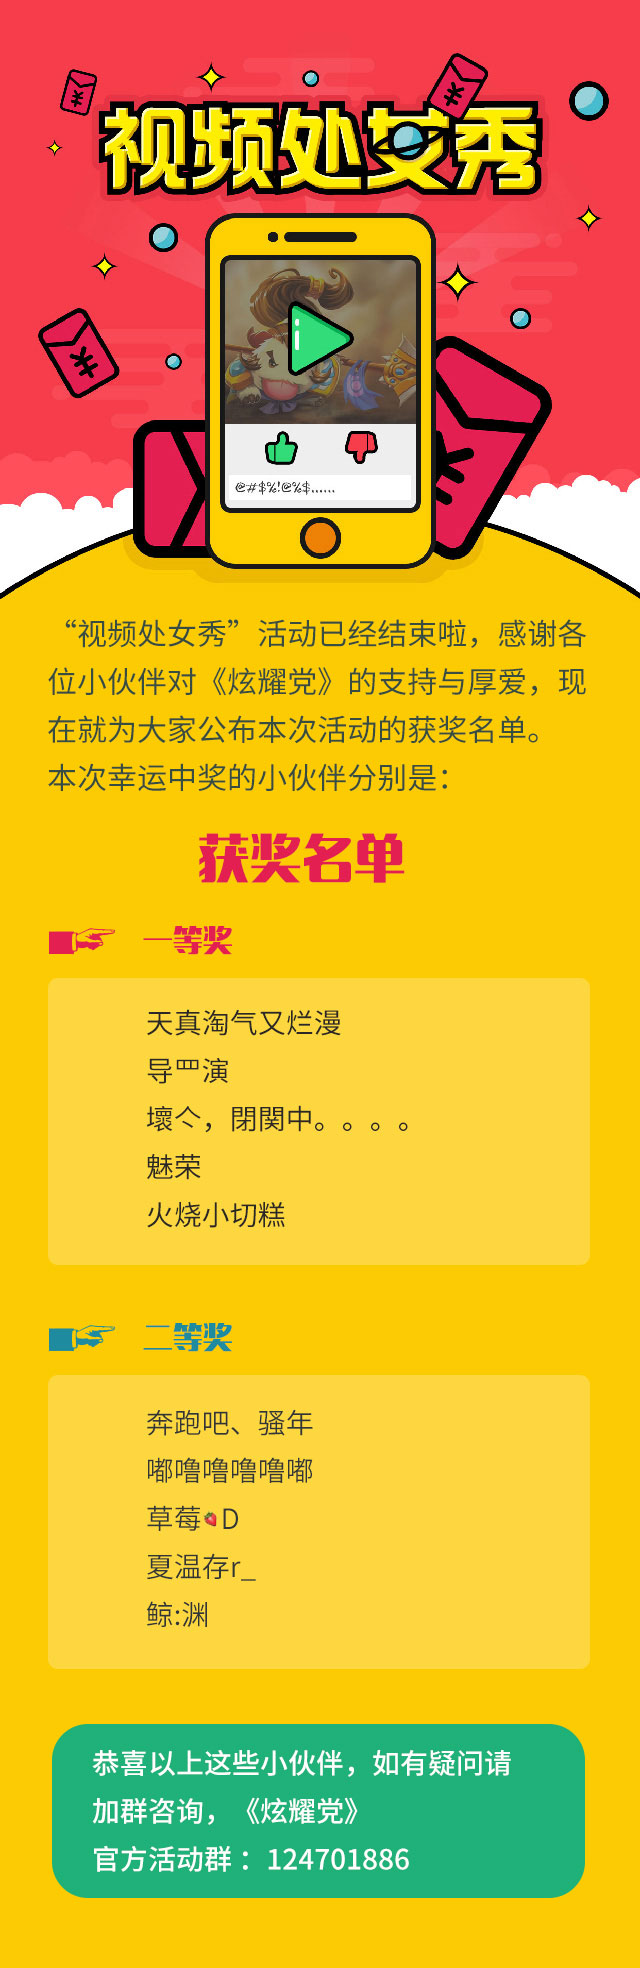 视频处女秀
@#$%!@%$......
“视频处女秀”活动已经结束啦，感谢各
位小伙伴对《炫耀党》的支持与厚爱，现
在就为大家公布本次活动的获奖名单。
本次幸运中奖的小伙伴分别是：
获奖名单
一等奖
天真淘气又烂漫
导罒演
壞亽，閉関中。。。。
魅荣
火烧小切糕
二等奖
奔跑吧、骚年
嘟噜噜噜噜嘟
草莓🍓D
夏温存r_
鲸:渊
恭喜以上这些小伙伴，如有疑问请
加群咨询，《炫耀党》
官方活动群：124701886